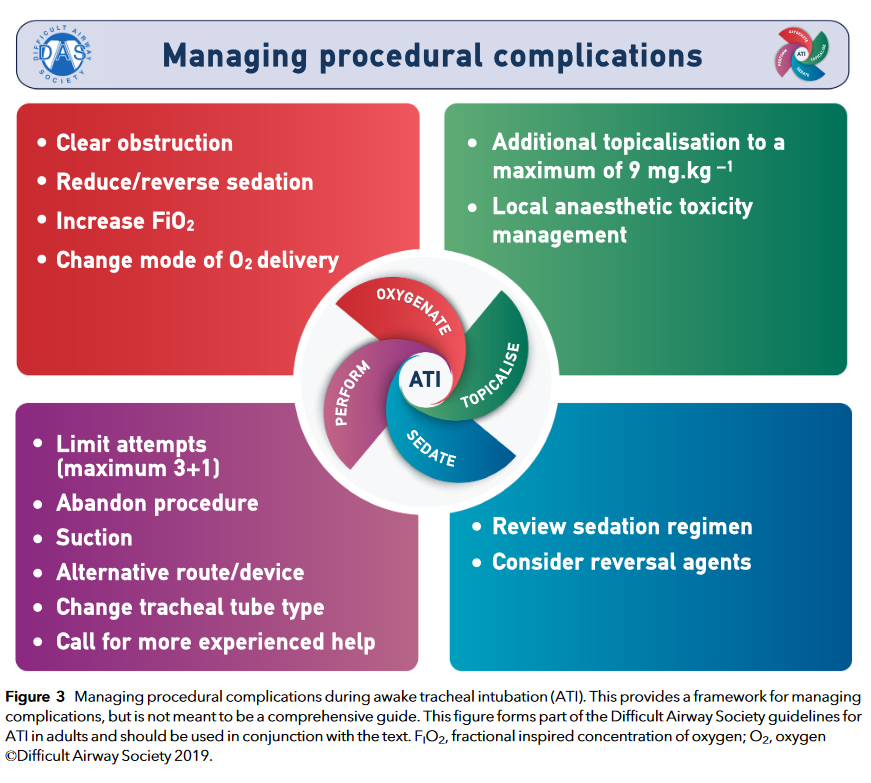 DIFFICULT AIRWAY SOCIETY
DAS
Managing procedural complications
OXYGENATE
TOPICALISE
SEDATE
PERFORM
ATI
• Clear obstruction
• Reduce/reverse sedation
• Increase FiO₂
• Change mode of O₂ delivery
• Additional topicalisation to a
maximum of 9 mg.kg⁻¹
• Local anaesthetic toxicity
management
OXYGENATE
TOPICALISE
SEDATE
PERFORM
ATI
• Limit attempts
(maximum 3+1)
• Abandon procedure
• Suction
• Alternative route/device
• Change tracheal tube type
• Call for more experienced help
• Review sedation regimen
• Consider reversal agents
Figure 3 Managing procedural complications during awake tracheal intubation (ATI). This provides a framework for managing
complications, but is not meant to be a comprehensive guide. This figure forms part of the Difficult Airway Society guidelines for
ATI in adults and should be used in conjunction with the text. FIO₂, fractional inspired concentration of oxygen; O₂, oxygen
©Difficult Airway Society 2019.